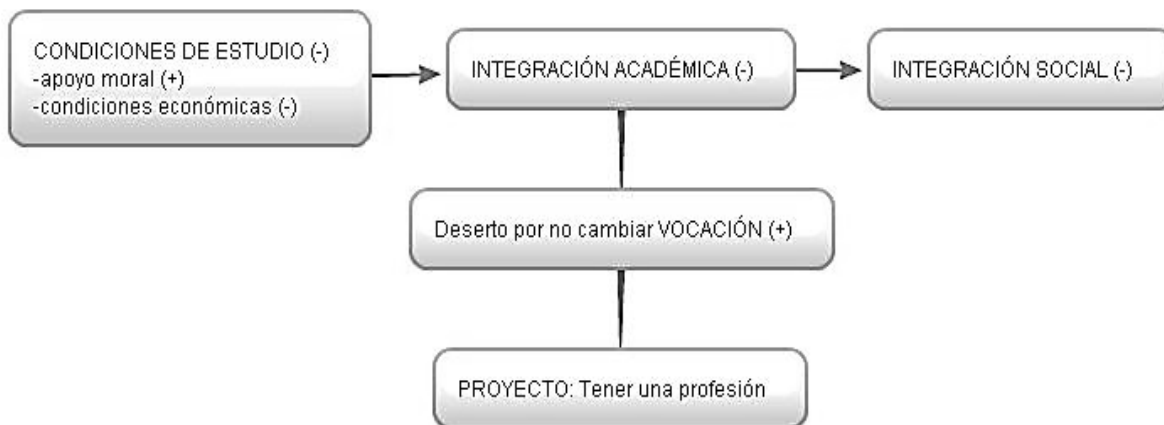 CONDICIONES DE ESTUDIO (-)
-apoyo moral (+)
-condiciones económicas (-)
INTEGRACIÓN ACADÉMICA (-)
INTEGRACIÓN SOCIAL (-)
Deserto por no cambiar VOCACIÓN (+)
PROYECTO: Tener una profesión